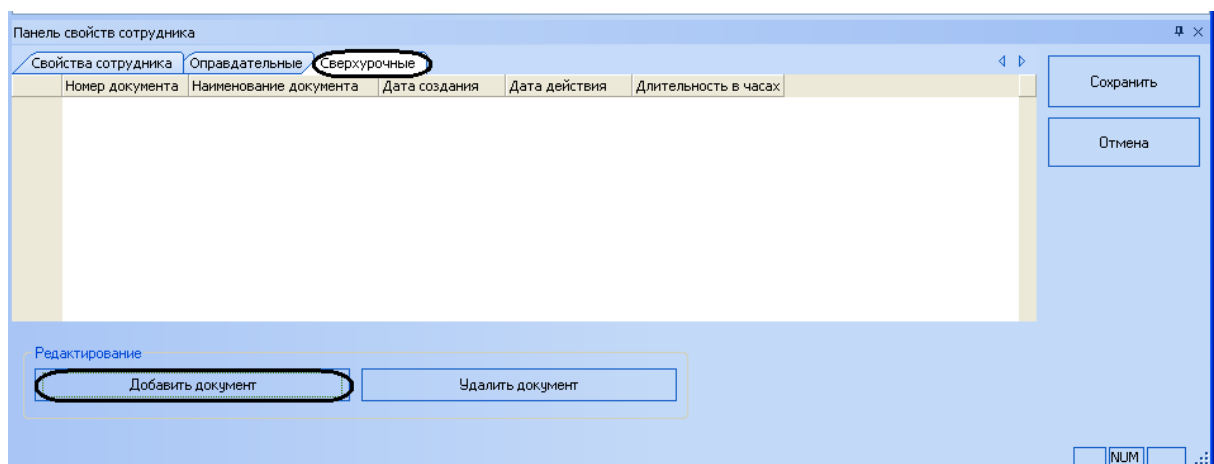 Панель свойств сотрудника
Свойства сотрудника Оправдательные Сверхурочные
Номер документа Наименование документа Дата создания Дата действия Длительность в часах
Сохранить
Отмена
Редактирование
Добавить документ Удалить документ
NUM